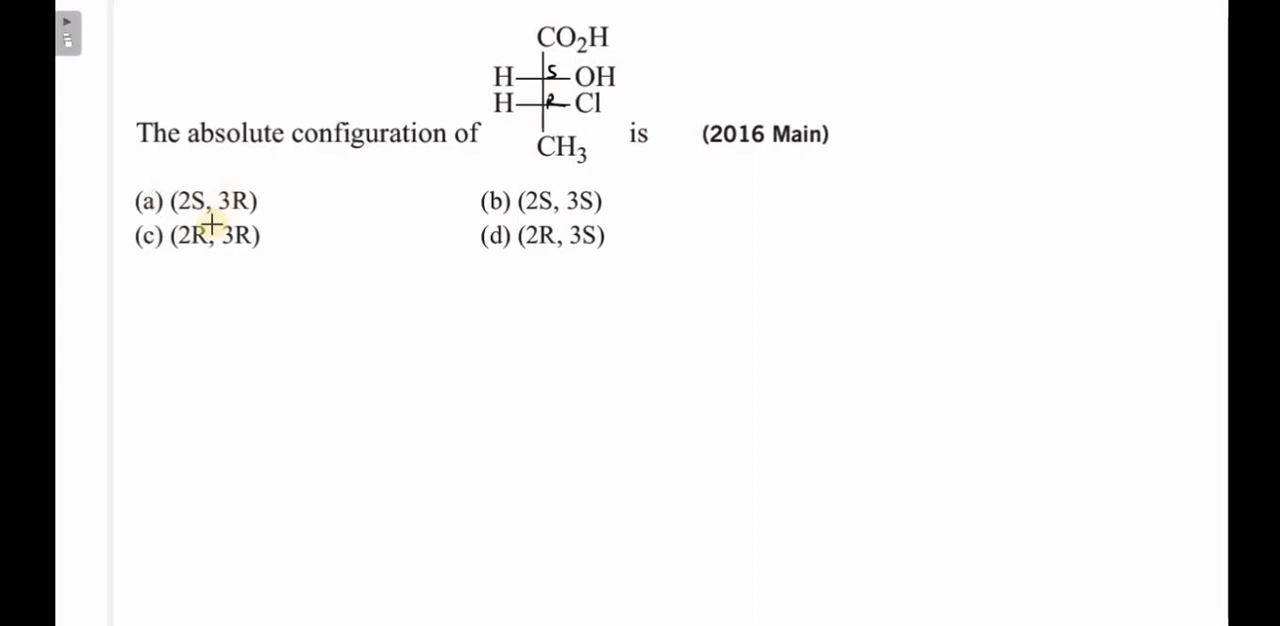 CO₂H
H S OH
H R Cl
The absolute configuration of is (2016 Main)
CH₃
(a) (2S, 3R) (b) (2S, 3S)
(c) (2R, 3R) (d) (2R, 3S)